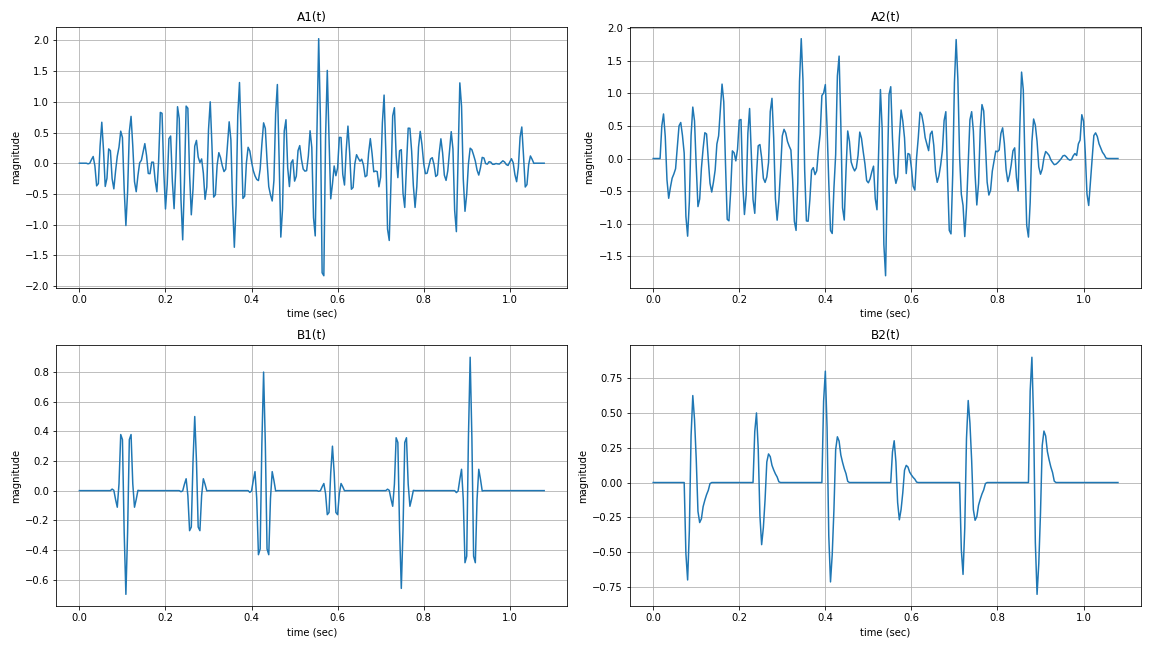 A1(t)
2.0
1.5
1.0
0.5
0.0
−0.5
−1.0
−1.5
−2.0
magnitude
0.0 0.2 0.4 0.6 0.8 1.0
time (sec)
A2(t)
2.0
1.5
1.0
0.5
0.0
−0.5
−1.0
−1.5
magnitude
0.0 0.2 0.4 0.6 0.8 1.0
time (sec)
B1(t)
0.8
0.6
0.4
0.2
0.0
−0.2
−0.4
−0.6
magnitude
0.0 0.2 0.4 0.6 0.8 1.0
time (sec)
B2(t)
0.75
0.50
0.25
0.00
−0.25
−0.50
−0.75
magnitude
0.0 0.2 0.4 0.6 0.8 1.0
time (sec)